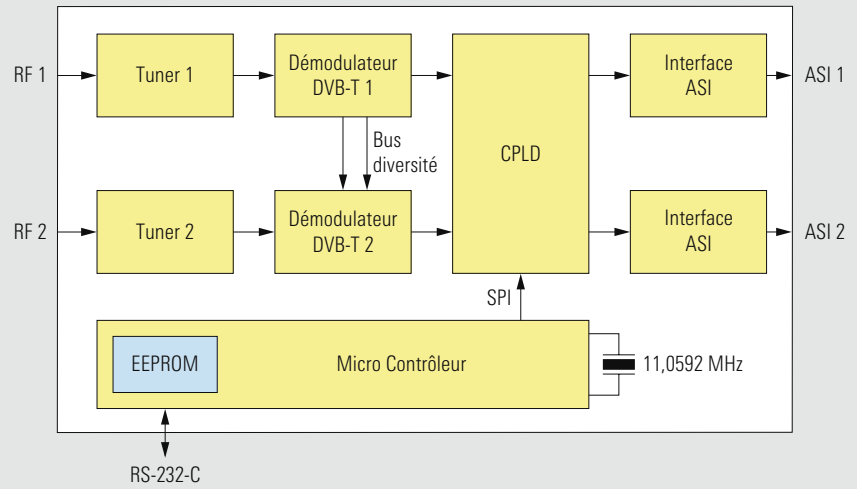 RF 1
Tuner 1
Démodulateur
DVB-T 1
CPLD
Interface
ASI
ASI 1
Bus
diversité
RF 2
Tuner 2
Démodulateur
DVB-T 2
Interface
ASI
ASI 2
SPI
EEPROM
Micro Contrôleur
11,0592 MHz
RS-232-C